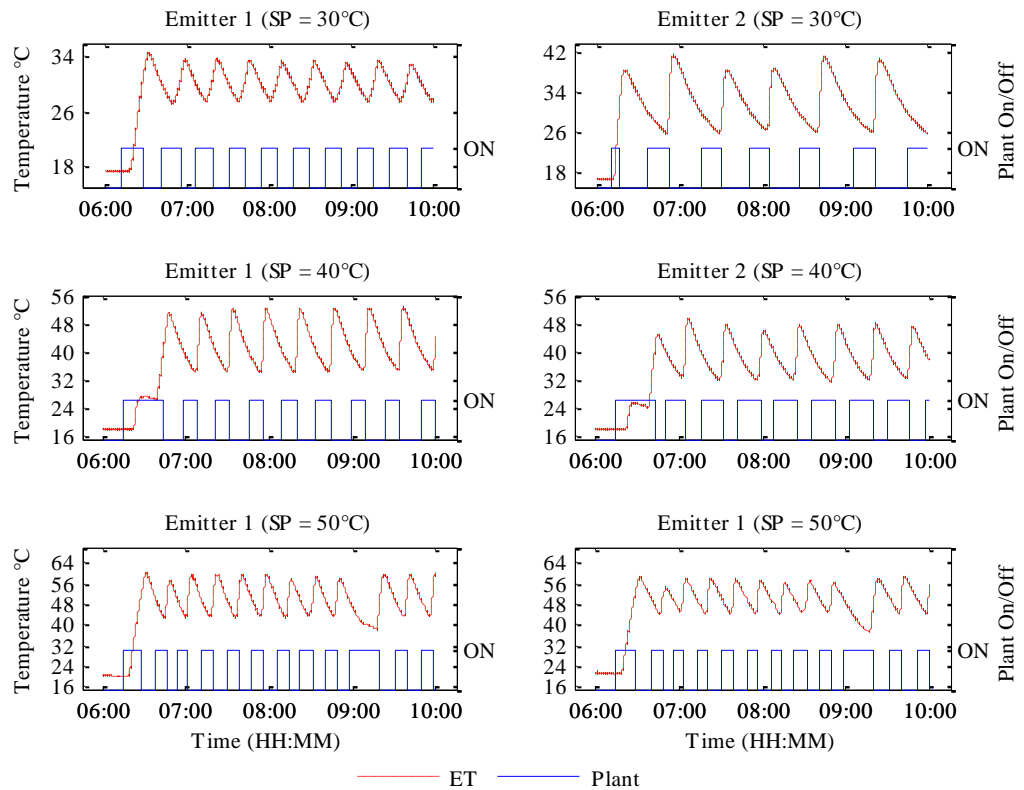 Emitter 1 (SP = 30°C)
Emitter 2 (SP = 30°C)
Temperature °C
34
26
18
42
34
26
18
ON
ON
Plant On/Off
06:00 07:00 08:00 09:00 10:00
06:00 07:00 08:00 09:00 10:00
Emitter 1 (SP = 40°C)
Emitter 2 (SP = 40°C)
Temperature °C
56
48
40
32
24
16
56
48
40
32
24
16
ON
ON
Plant On/Off
06:00 07:00 08:00 09:00 10:00
06:00 07:00 08:00 09:00 10:00
Emitter 1 (SP = 50°C)
Emitter 1 (SP = 50°C)
Temperature °C
64
56
48
40
32
24
16
64
56
48
40
32
24
16
ON
ON
Plant On/Off
06:00 07:00 08:00 09:00 10:00
06:00 07:00 08:00 09:00 10:00
Time (HH:MM)
Time (HH:MM)
ET
Plant